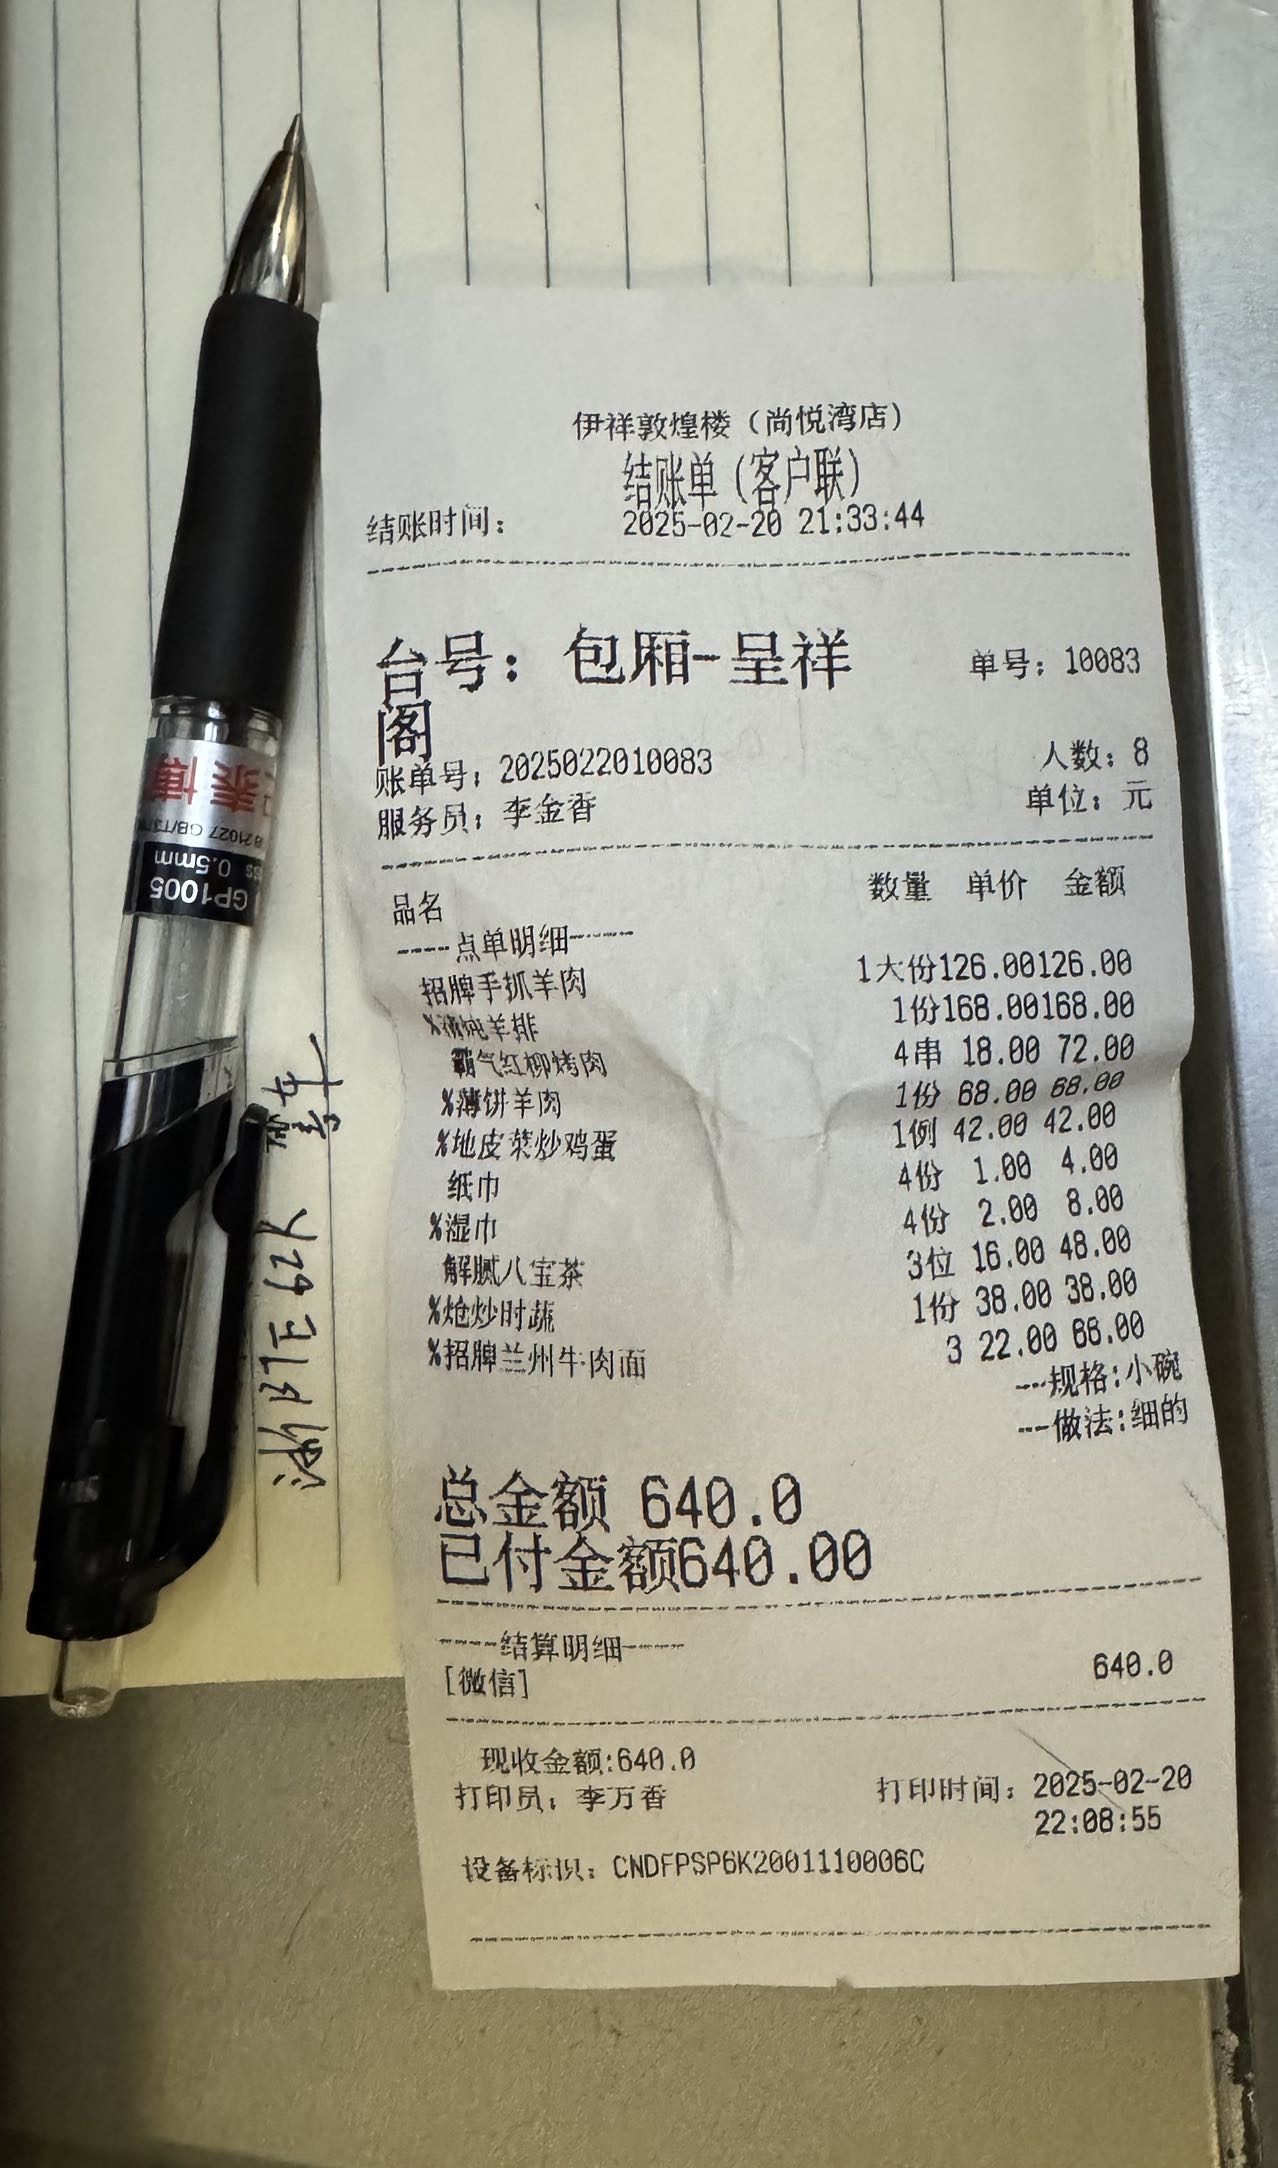 伊祥敦煌楼（尚悦湾店）
结账单（客户联）
结账时间： 2025-02-20 21:33:44
台号：包厢-呈祥
阁
单号：10083
账单号：2025022010083 人数：8
服务员：李金香 单位：元
品名 数量 单价 金额
----点单明细----
招牌手抓羊肉 1大份126.00126.00
%清炖羊排 1份168.00168.00
霸气红柳烤肉 4串 18.00 72.00
%薄饼羊肉 1份 68.00 68.00
%地皮菜炒鸡蛋 1例 42.00 42.00
纸巾 4份 1.00 4.00
%湿巾 4份 2.00 8.00
解腻八宝茶 3位 16.00 48.00
%炝炒时蔬 1份 38.00 38.00
%招牌兰州牛肉面 3 22.00 66.00
---规格:小碗
---做法:细的
总金额 640.0
已付金额640.00
----结算明细----
[微信] 640.0
现收金额:640.0
打印员：李万香 打印时间：2025-02-20
22:08:55
设备标识：CNDFPSP6K2001110006C
泰博
21027 GB/T
0.5mm
GP1005